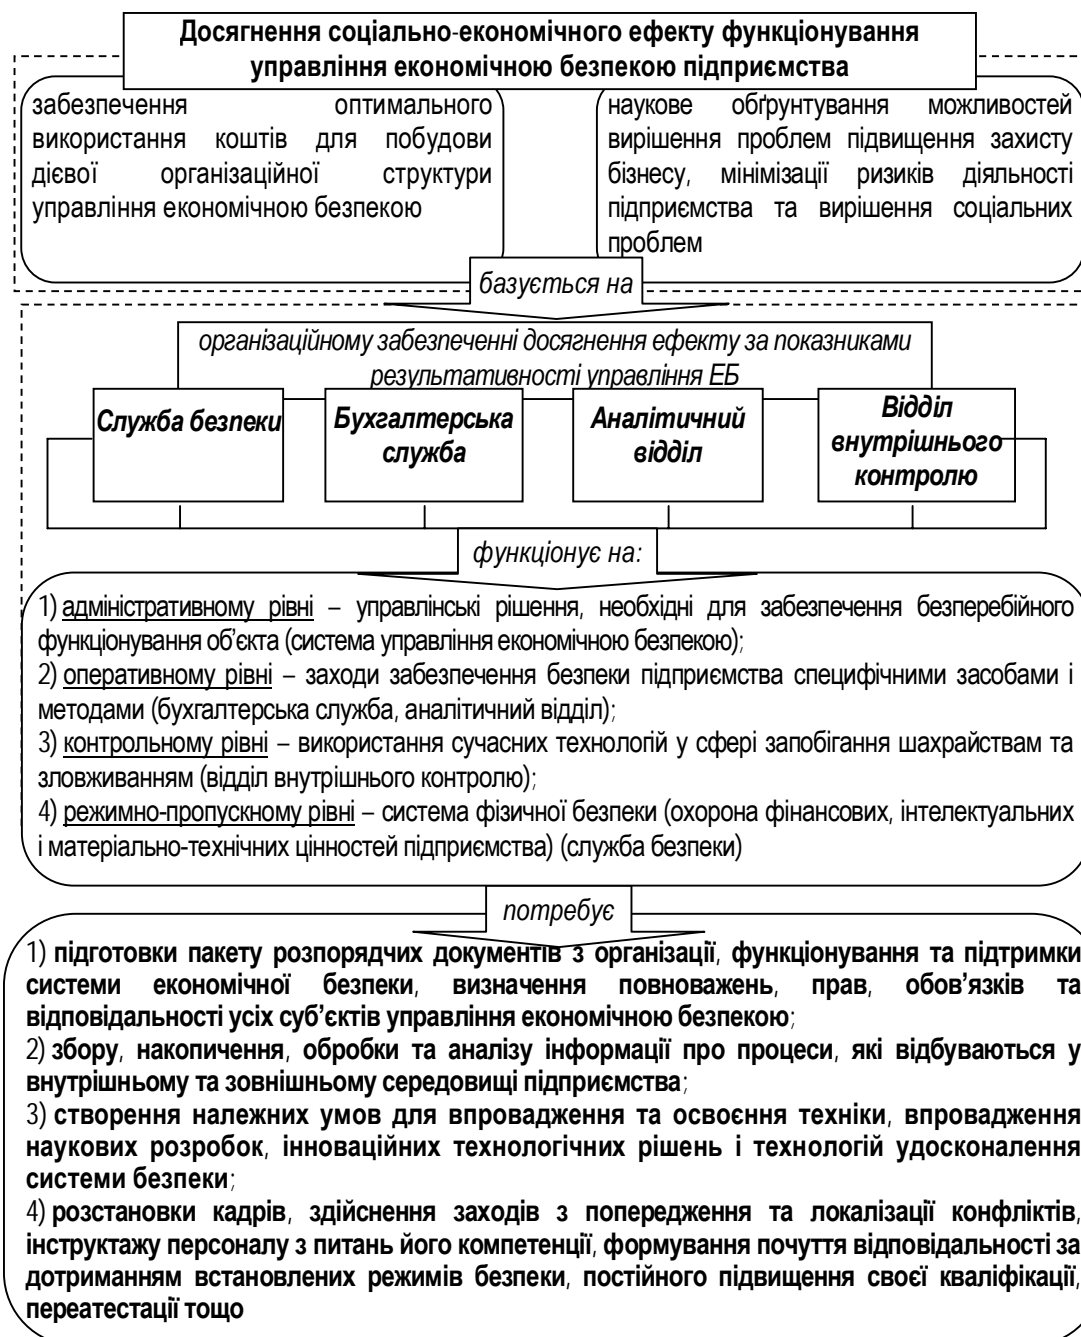 Досягнення соціально-економічного ефекту функціонування
управління економічною безпекою підприємства
забезпечення оптимального
використання коштів для побудови
дієвої організаційної структури
управління економічною безпекою
наукове обґрунтування можливостей
вирішення проблем підвищення захисту
бізнесу, мінімізації ризиків діяльності
підприємства та вирішення соціальних
проблем
базується на
організаційному забезпеченні досягнення ефекту за показниками
результативності управління ЕБ
Служба безпеки
Бухгалтерська
служба
Аналітичний
відділ
Відділ
внутрішнього
контролю
функціонує на:
1) адміністративному рівні – управлінські рішення, необхідні для забезпечення безперебійного
функціонування об’єкта (система управління економічною безпекою);
2) оперативному рівні – заходи забезпечення безпеки підприємства специфічними засобами і
методами (бухгалтерська служба, аналітичний відділ);
3) контрольному рівні – використання сучасних технологій у сфері запобігання шахрайствам та
зловживанням (відділ внутрішнього контролю);
4) режимно-пропускному рівні – система фізичної безпеки (охорона фінансових, інтелектуальних
і матеріально-технічних цінностей підприємства) (служба безпеки)
потребує
1) підготовки пакету розпорядчих документів з організації, функціонування та підтримки
системи економічної безпеки, визначення повноважень, прав, обов’язків та
відповідальності усіх суб’єктів управління економічною безпекою;
2) збору, накопичення, обробки та аналізу інформації про процеси, які відбуваються у
внутрішньому та зовнішньому середовищі підприємства;
3) створення належних умов для впровадження та освоєння техніки, впровадження
наукових розробок, інноваційних технологічних рішень і технологій удосконалення
системи безпеки;
4) розстановки кадрів, здійснення заходів з попередження та локалізації конфліктів,
інструктажу персоналу з питань його компетенції, формування почуття відповідальності за
дотриманням встановлених режимів безпеки, постійного підвищення своєї кваліфікації,
переатестації тощо